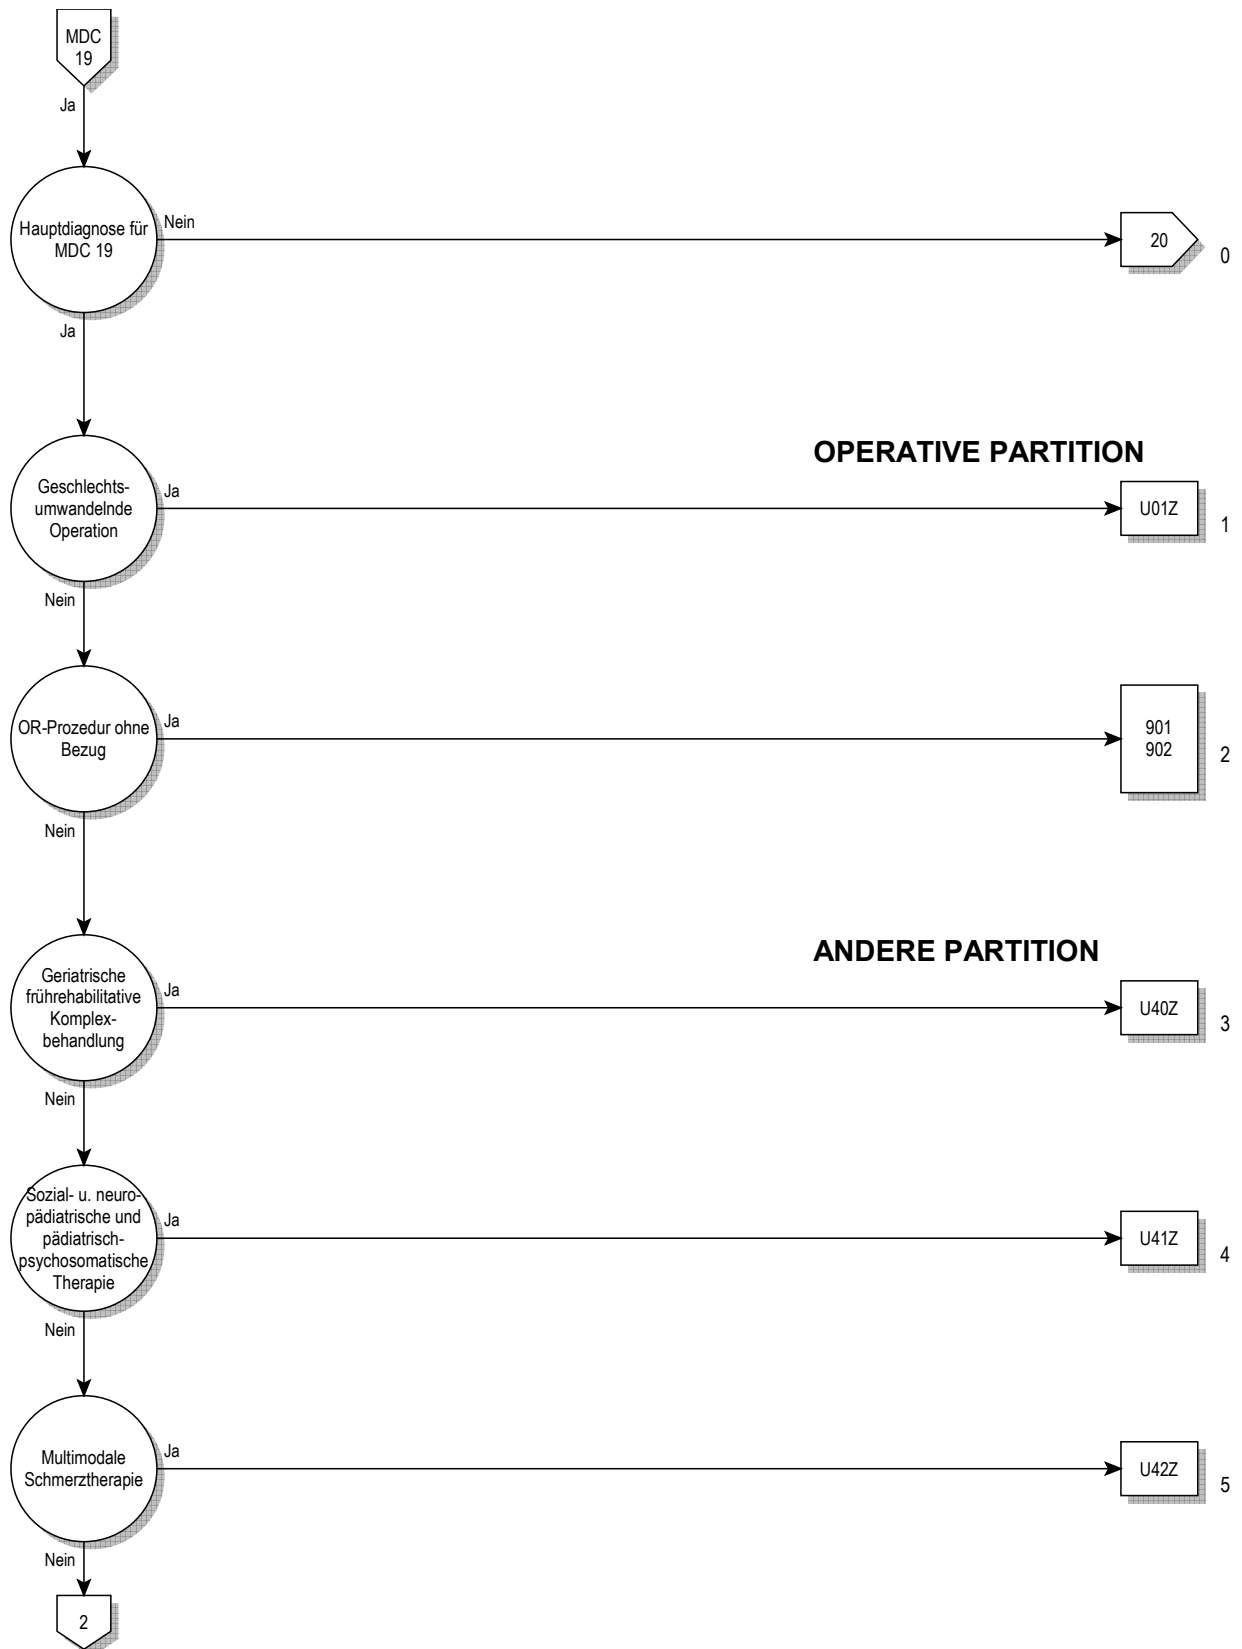 MDC
19
Ja
Hauptdiagnose für
MDC 19
Nein
20
0
Ja
OPERATIVE PARTITION
Geschlechts-
umwandelnde
Operation
Ja
U01Z
1
Nein
OR-Prozedur ohne
Bezug
Ja
901
902
2
Nein
ANDERE PARTITION
Geriatrische
frührehabilitative
Komplex-
behandlung
Ja
U40Z
3
Nein
Sozial- u. neuro-
pädiatrische und
pädiatrisch-
psychosomatische
Therapie
Ja
U41Z
4
Nein
Multimodale
Schmerztherapie
Ja
U42Z
5
Nein
2